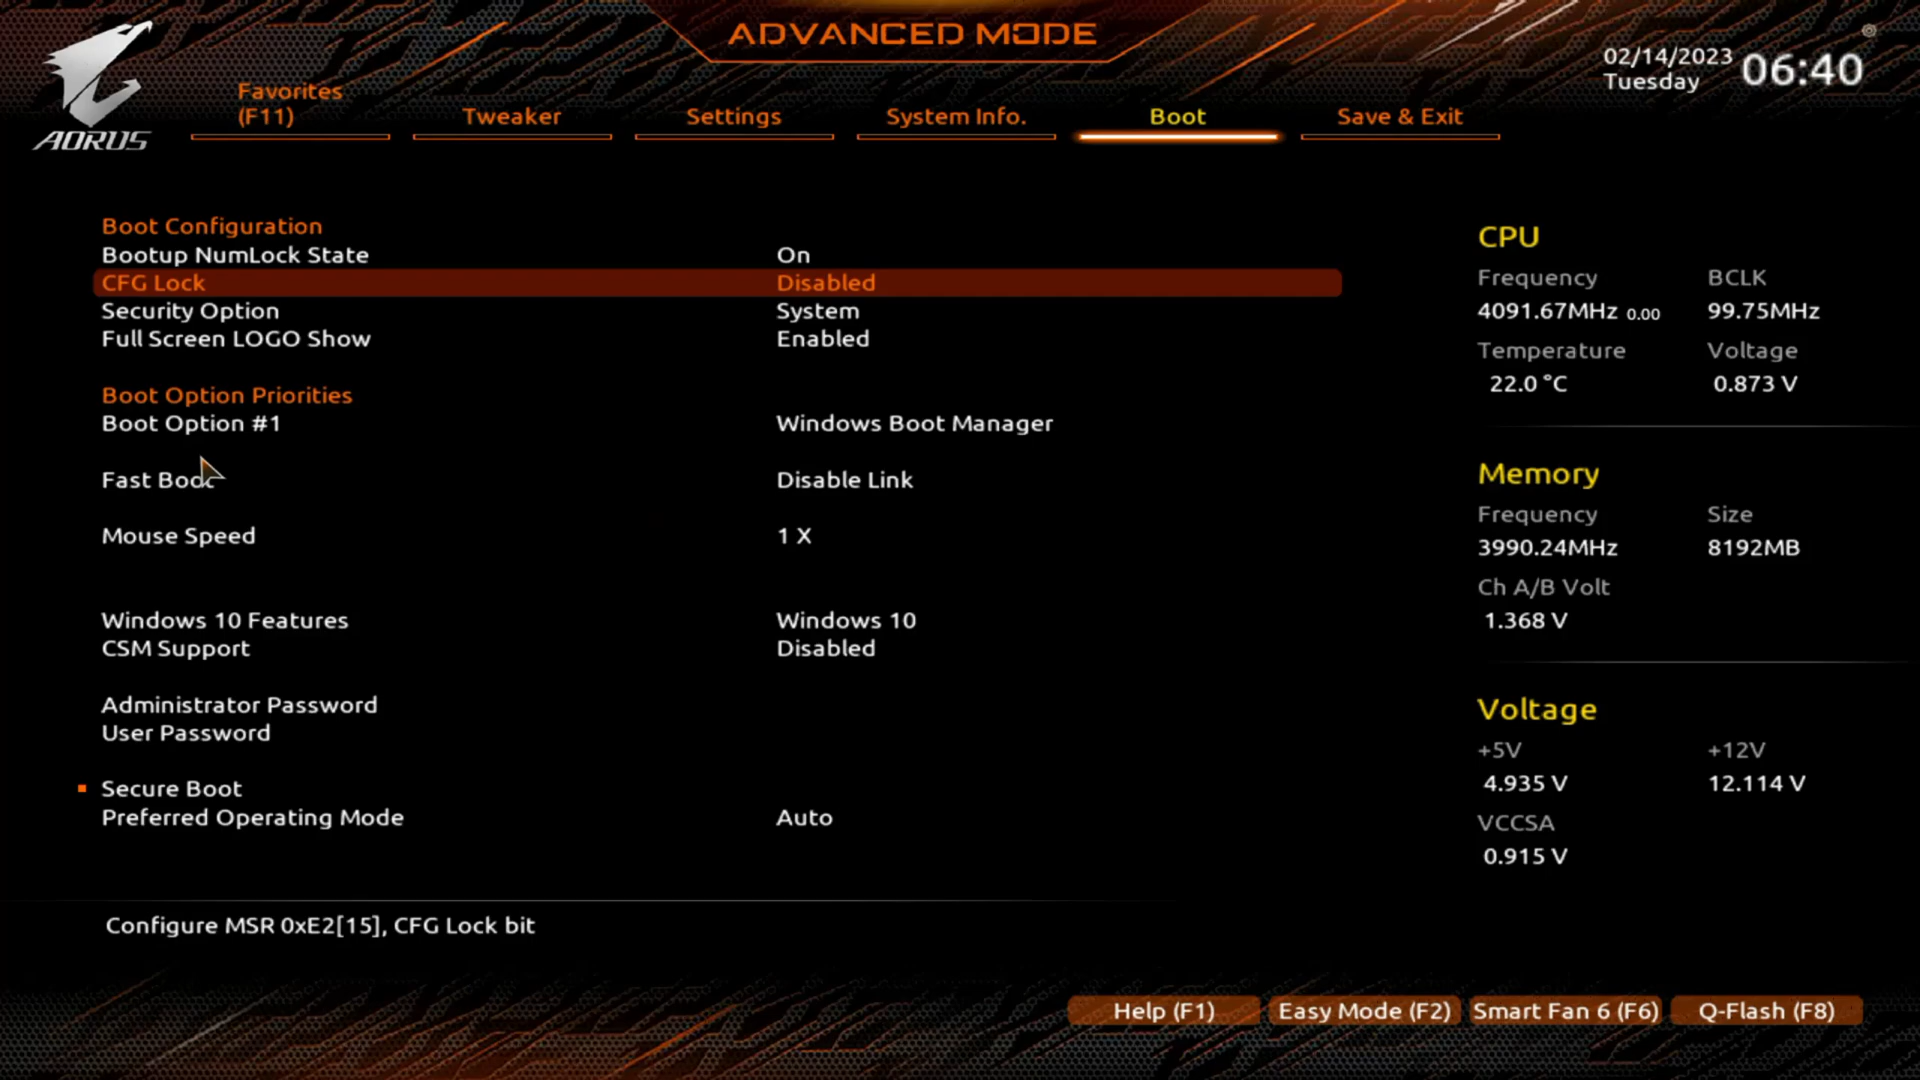 ADVANCED MODE
AORUS
Favorites
(F11)
Tweaker
Settings
System Info.
Boot
Save & Exit
02/14/2023
Tuesday
06:40
Boot Configuration
Bootup NumLock State On
CFG Lock Disabled
Security Option System
Full Screen LOGO Show Enabled
Boot Option Priorities
Boot Option #1 Windows Boot Manager
Fast Boot Disable Link
Mouse Speed 1 X
Windows 10 Features Windows 10
CSM Support Disabled
Administrator Password
User Password
Secure Boot
Preferred Operating Mode Auto
Configure MSR 0xE2[15], CFG Lock bit
CPU
Frequency BCLK
4091.67MHz 0.00 99.75MHz
Temperature Voltage
22.0 °C 0.873 V
Memory
Frequency Size
3990.24MHz 8192MB
Ch A/B Volt
1.368 V
Voltage
+5V +12V
4.935 V 12.114 V
VCCSA
0.915 V
Help (F1)
Easy Mode (F2)
Smart Fan 6 (F6)
Q-Flash (F8)